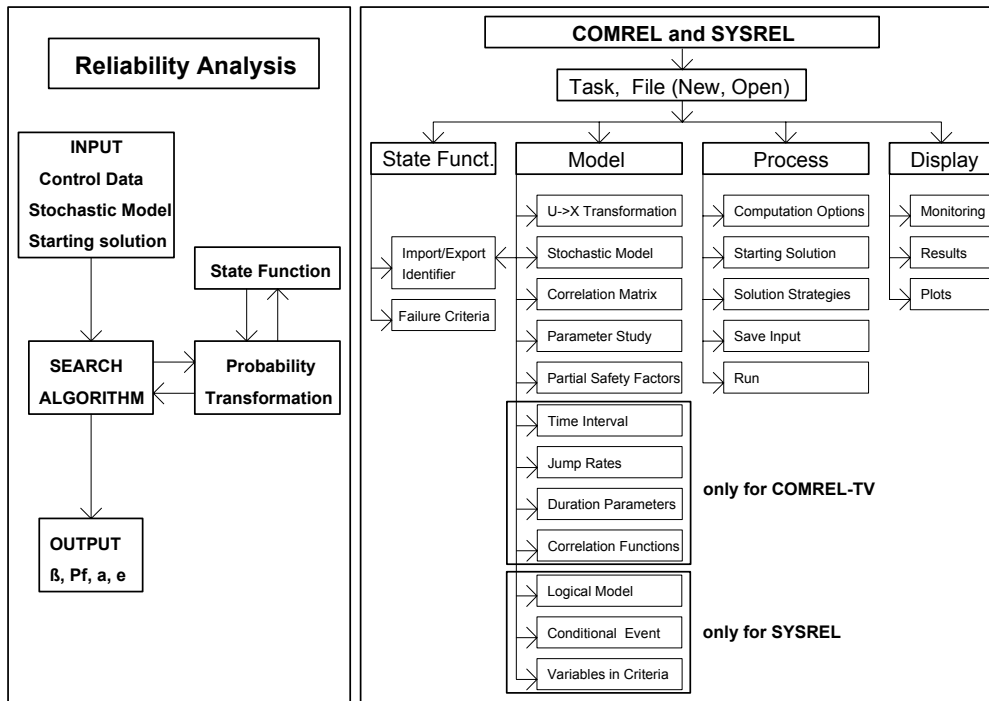 Reliability Analysis
INPUT
Control Data
Stochastic Model
Starting solution
State Function
SEARCH
ALGORITHM
Probability
Transformation
OUTPUT
ß, Pf, a, e
COMREL and SYSREL
Task, File (New, Open)
State Funct.
Import/Export
Identifier
Failure Criteria
Model
U->X Transformation
Stochastic Model
Correlation Matrix
Parameter Study
Partial Safety Factors
Time Interval
Jump Rates
Duration Parameters
Correlation Functions
only for COMREL-TV
Logical Model
Conditional Event
Variables in Criteria
only for SYSREL
Process
Computation Options
Starting Solution
Solution Strategies
Save Input
Run
Display
Monitoring
Results
Plots